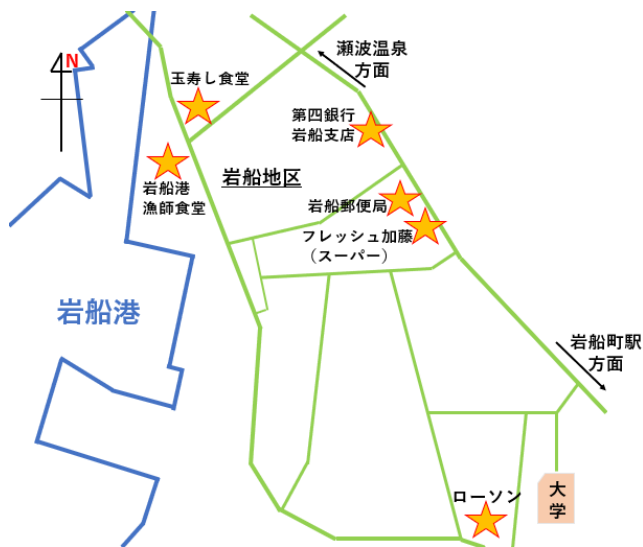 N
瀬波温泉
方面
玉寿し食堂
第四銀行
岩船支店
岩船地区
岩船港
漁師食堂
岩船郵便局
フレッシュ加藤
（スーパー）
岩船港
岩船町駅
方面
大
学
ローソン